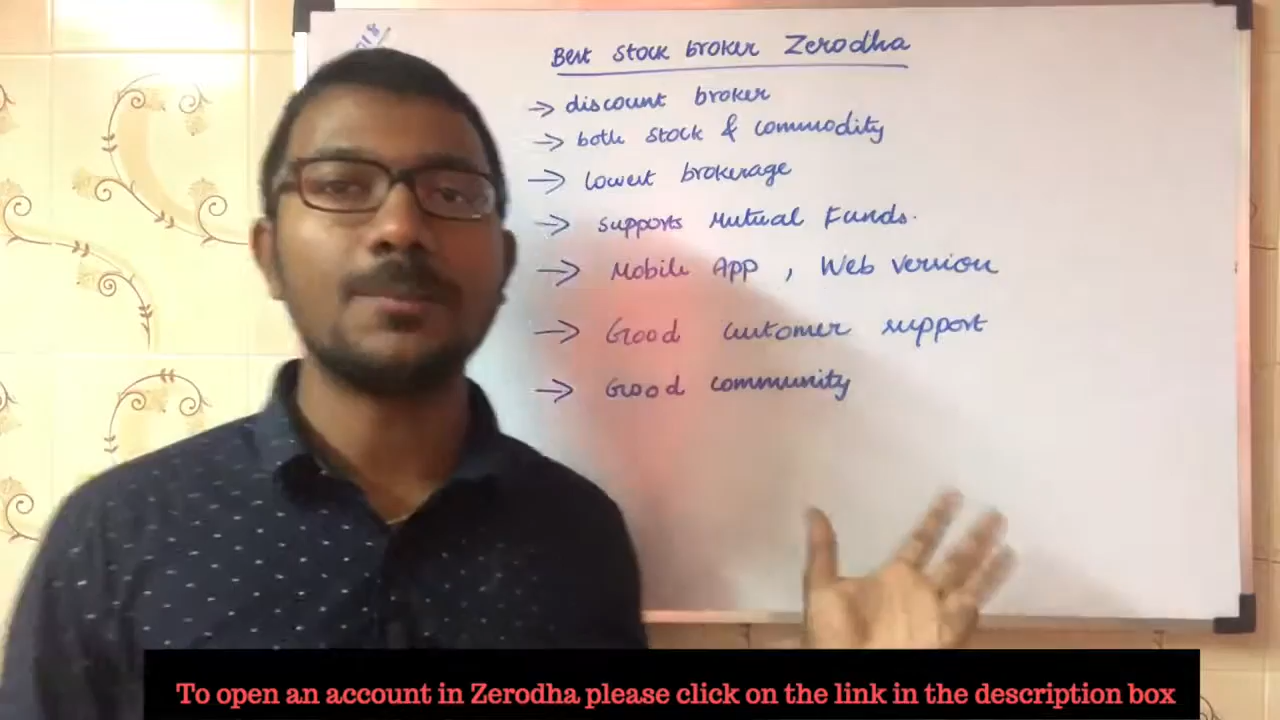 Best stock broker Zerodha
→ discount broker
→ both stock & commodity
→ lowest brokerage
→ supports Mutual Funds.
→ Mobile App , Web version
→ Good customer support
→ Good community
To open an account in Zerodha please click on the link in the description box